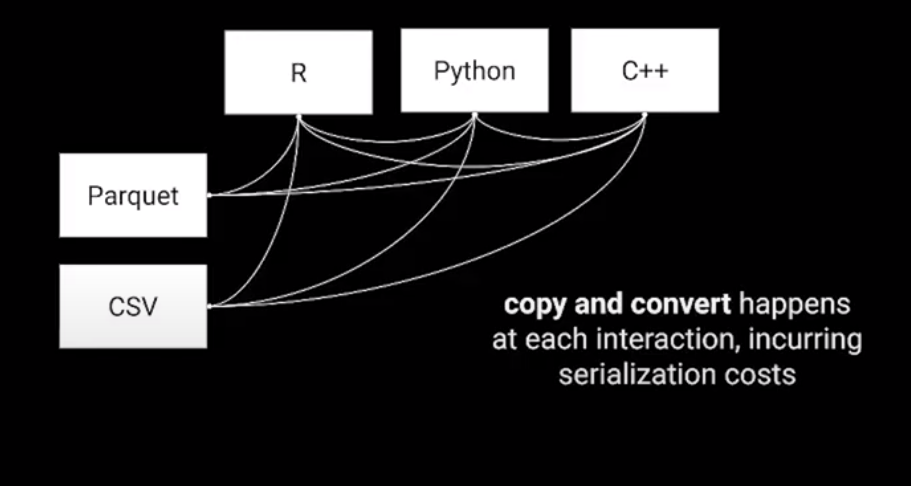 R
Python
C++
Parquet
CSV
copy and convert happens
at each interaction, incurring
serialization costs